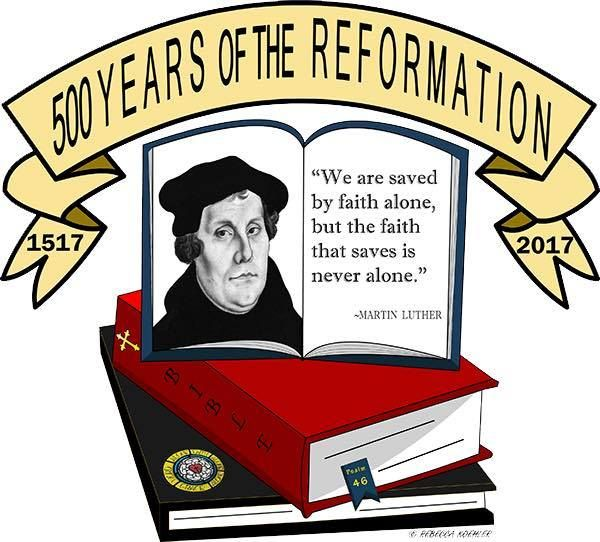 500 YEARS OF THE REFORMATION
1517
2017
“We are saved
by faith alone,
but the faith
that saves is
never alone.”
~MARTIN LUTHER
BIBLE
Psalm
46
© REBECCA KOEHLER